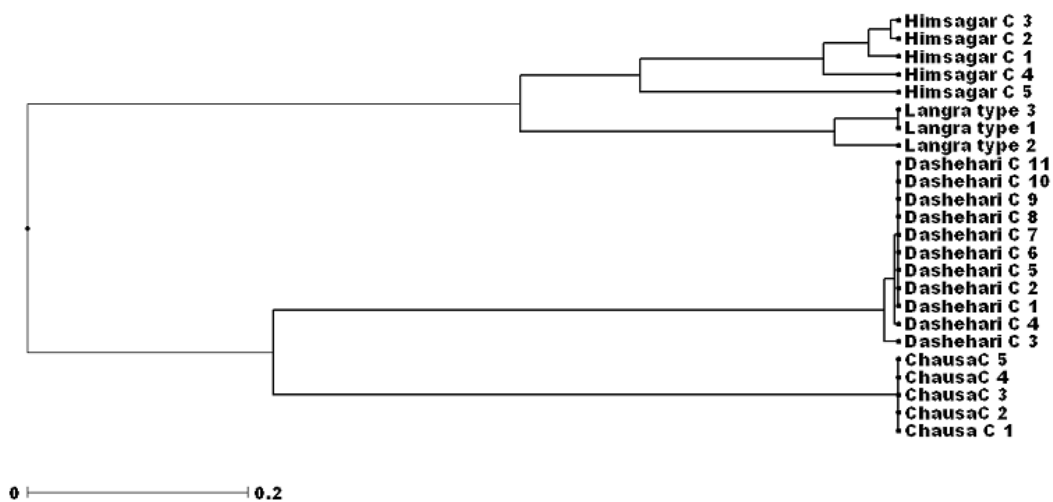 Himsagar C 3
Himsagar C 2
Himsagar C 1
Himsagar C 4
Himsagar C 5
Langra type 3
Langra type 1
Langra type 2
Dashehari C 11
Dashehari C 10
Dashehari C 9
Dashehari C 8
Dashehari C 7
Dashehari C 6
Dashehari C 5
Dashehari C 2
Dashehari C 1
Dashehari C 4
Dashehari C 3
ChausaC 5
ChausaC 4
ChausaC 3
ChausaC 2
Chausa C 1
0 0.2